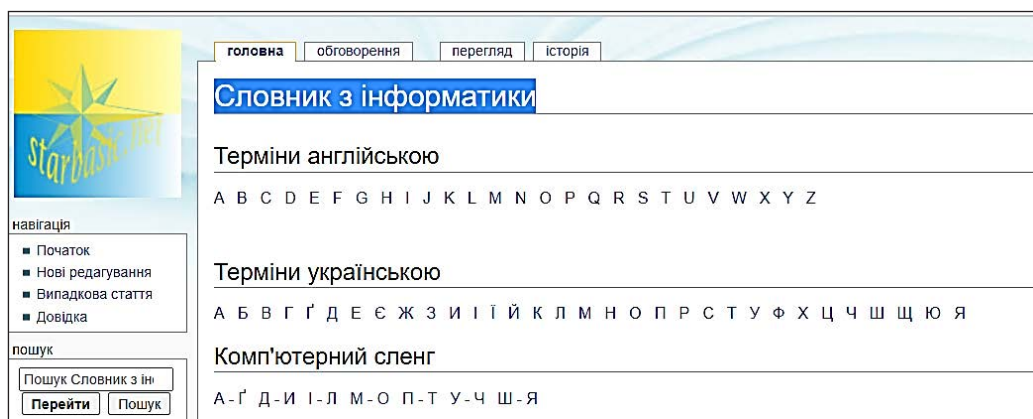 starbasic.net
головна обговорення перегляд історія
Словник з інформатики
Терміни англійською
A B C D E F G H I J K L M N O P Q R S T U V W X Y Z
Терміни українською
А Б В Г Ґ Д Е Є Ж З И І Ї Й К Л М Н О П Р С Т У Ф Х Ц Ч Ш Щ Ю Я
Комп'ютерний сленг
А-Ґ Д-И І-Л М-О П-Т У-Ч Ш-Я
навігація
Початок
Нові редагування
Випадкова стаття
Довідка
пошук
Пошук Словник з ін
Перейти Пошук